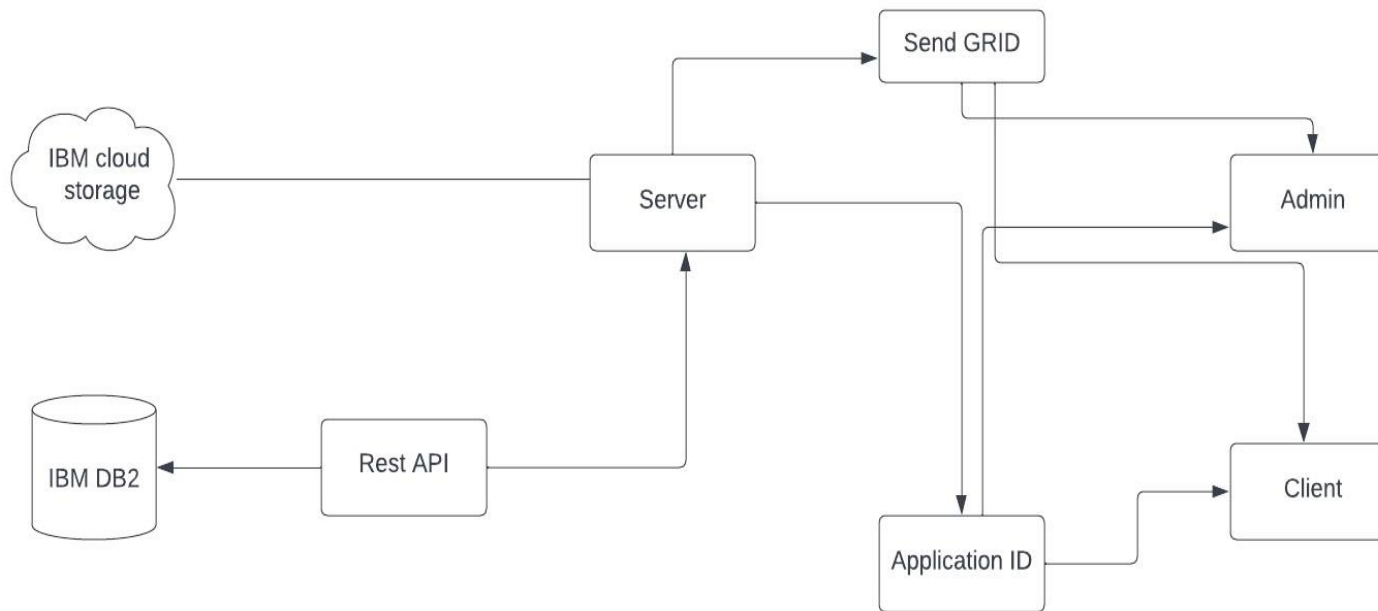 Send GRID
IBM cloud
storage
Server
Admin
Rest API
IBM DB2
Client
Application ID